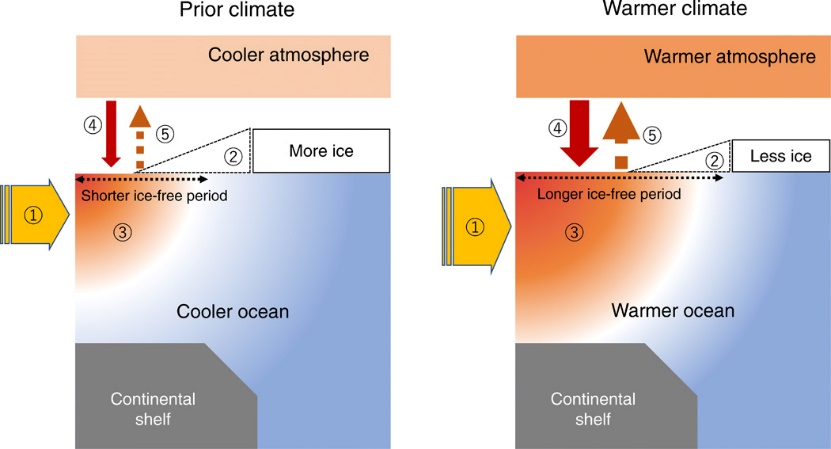 Prior climate
Cooler atmosphere
④
⑤
②
More ice
Shorter ice-free period
①
③
Cooler ocean
Continental
shelf
Warmer climate
Warmer atmosphere
④
⑤
②
Less ice
Longer ice-free period
①
③
Warmer ocean
Continental
shelf